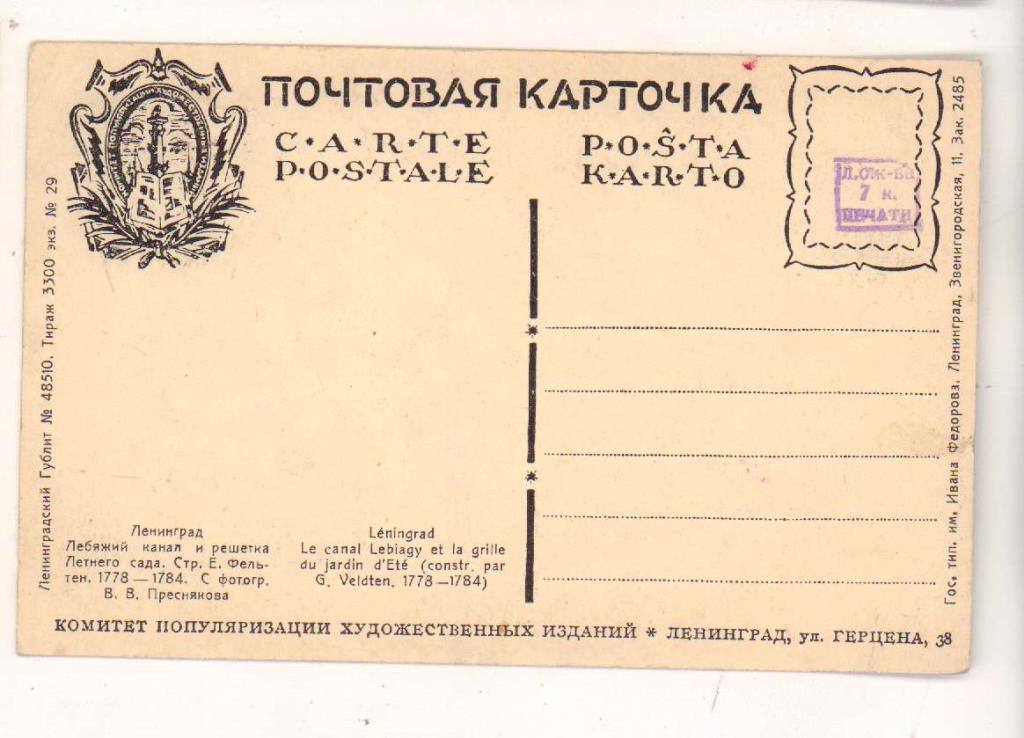 ПОЧТОВАЯ КАРТОЧКА
C·A·R·T·E
P·O·S·T·A·L·E
P·O·Ŝ·T·A
K·A·R·T·O
Л.ОЖ-ВА
7 к.
ПЕЧАТИ
Ленинградский Гублит № 48510. Тираж 3300 экз. № 29
Ленинград
Лебяжий канал и решетка
Летнего сада. Стр. Е. Фель-
тен. 1778 — 1784. С фотогр.
В. В. Преснякова
Léningrad
Le canal Lebiagy et la grille
du jardin d'Eté (constr. par
G. Veldten, 1778 — 1784)
Гос. тип. им. Ивана Федорова. Ленинград, Звенигородская, 11. Зак. 2485
КОМИТЕТ ПОПУЛЯРИЗАЦИИ ХУДОЖЕСТВЕННЫХ ИЗДАНИЙ * ЛЕНИНГРАД, ул. ГЕРЦЕНА, 38